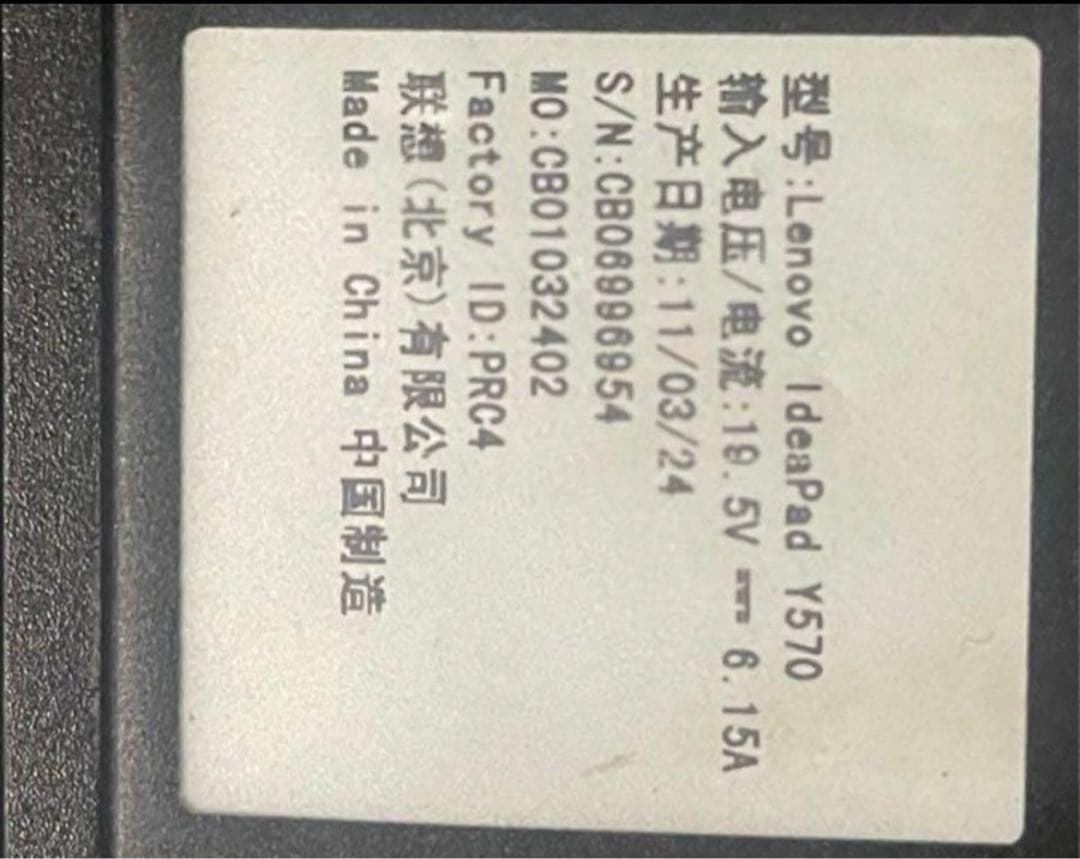 型号:Lenovo IdeaPad Y570
输入电压/电流:19.5V ⎓ 6.15A
生产日期:11/03/24
S/N:CB06996954
MO:CB01032402
Factory ID:PRC4
联想(北京)有限公司
Made in China 中国制造